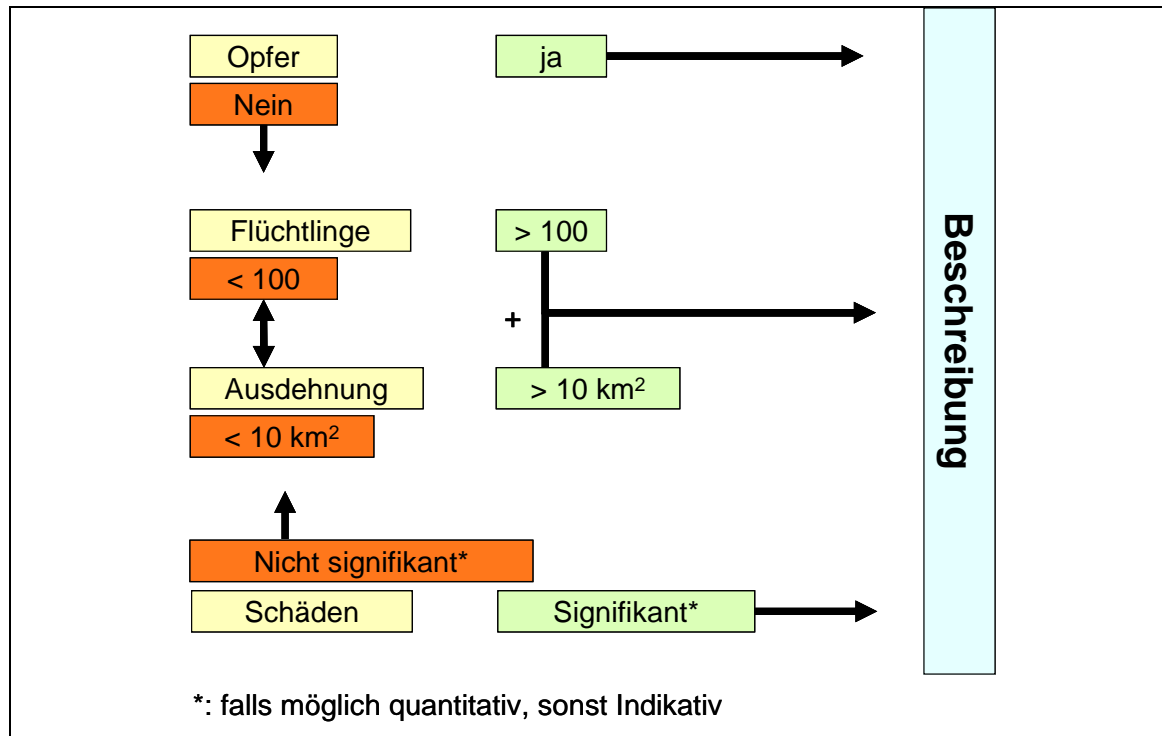 Opfer
ja
Nein
Flüchtlinge
> 100
< 100
+
Ausdehnung
> 10 km²
< 10 km²
Nicht signifikant*
Schäden
Signifikant*
Beschreibung
*: falls möglich quantitativ, sonst Indikativ